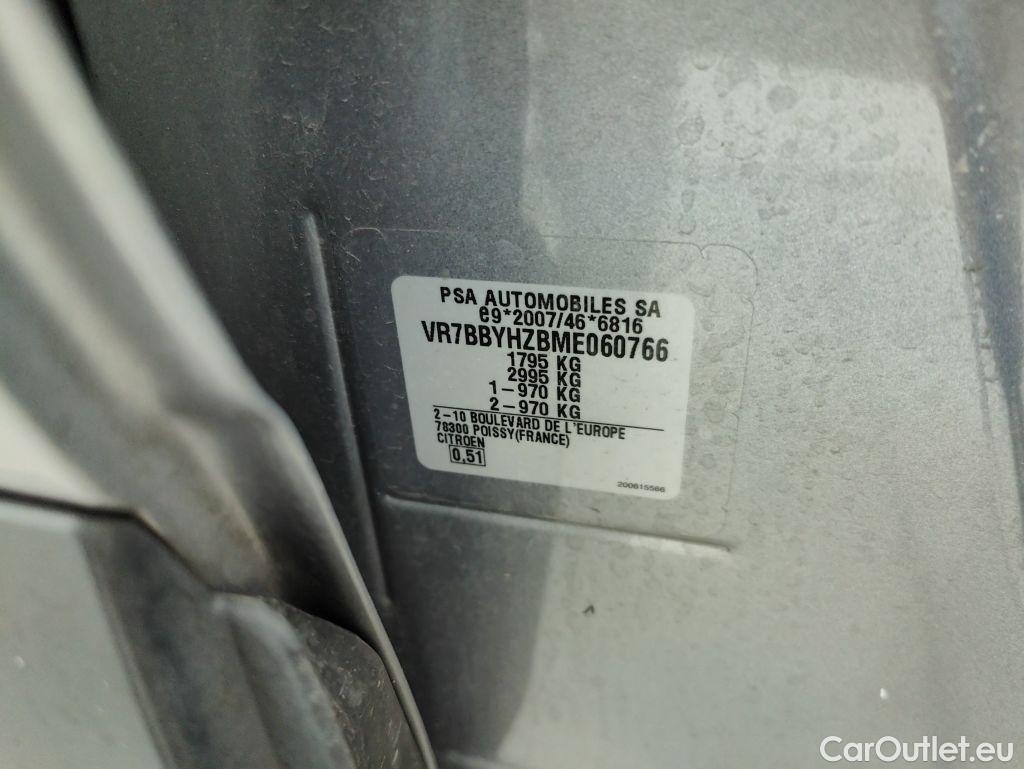 PSA AUTOMOBILES SA
e9*2007/46*6816
VR7BBYHZBME060766
1795 KG
2995 KG
1-970 KG
2-970 KG
2-10 BOULEVARD DE L'EUROPE
78300 POISSY(FRANCE)
CITROEN
0,51
200615566
CarOutlet.eu